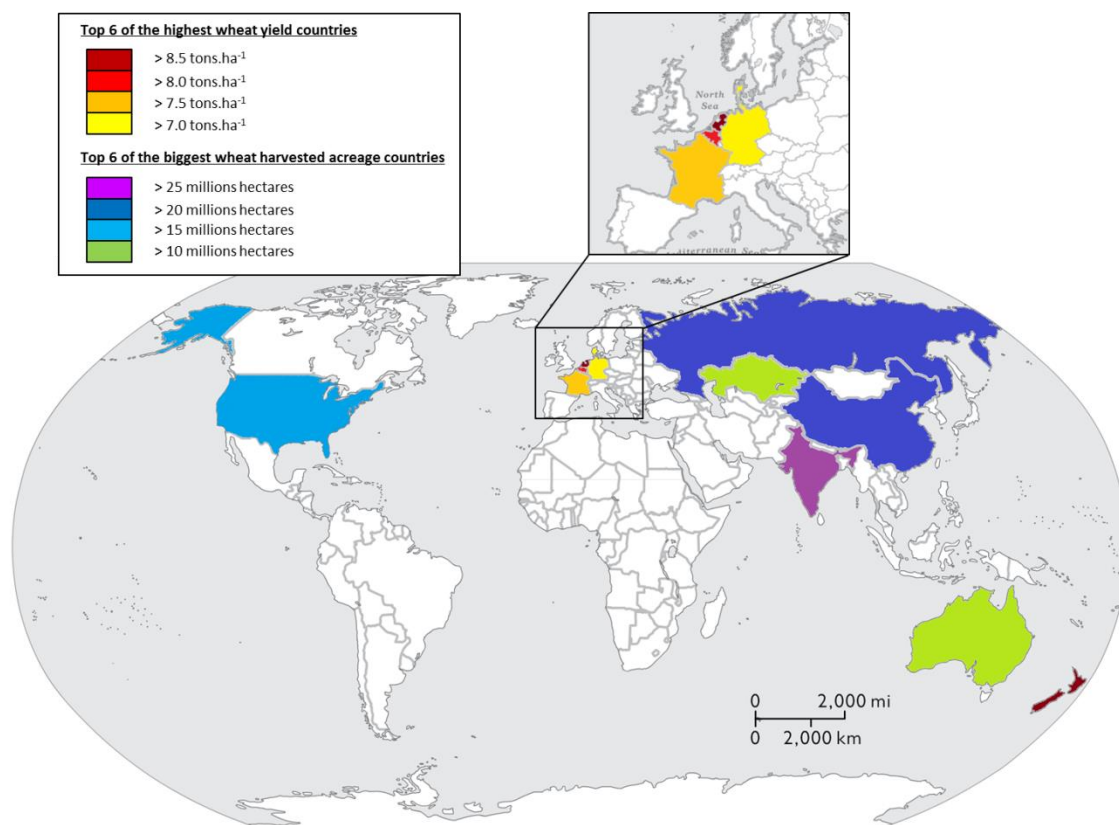 Top 6 of the highest wheat yield countries
> 8.5 tons.ha-1
> 8.0 tons.ha-1
> 7.5 tons.ha-1
> 7.0 tons.ha-1
Top 6 of the biggest wheat harvested acreage countries
> 25 millions hectares
> 20 millions hectares
> 15 millions hectares
> 10 millions hectares
North
Sea
0 2,000 mi
0 2,000 km